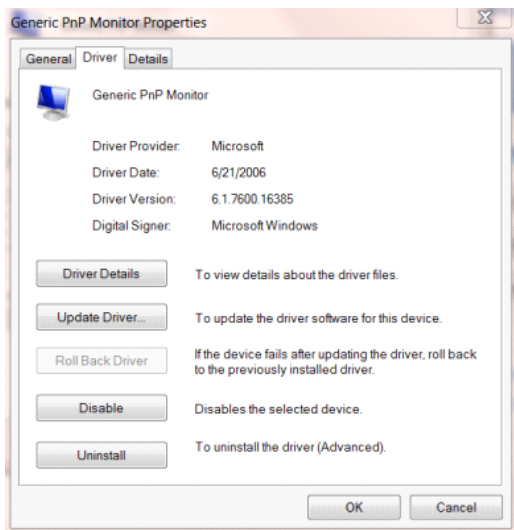 Generic PnP Monitor Properties
General Driver Details
Generic PnP Monitor
Driver Provider: Microsoft
Driver Date: 6/21/2006
Driver Version: 6.1.7600.16385
Digital Signer: Microsoft Windows
Driver Details To view details about the driver files.
Update Driver... To update the driver software for this device.
Roll Back Driver If the device fails after updating the driver, roll back
to the previously installed driver.
Disable Disables the selected device.
Uninstall To uninstall the driver (Advanced).
OK Cancel